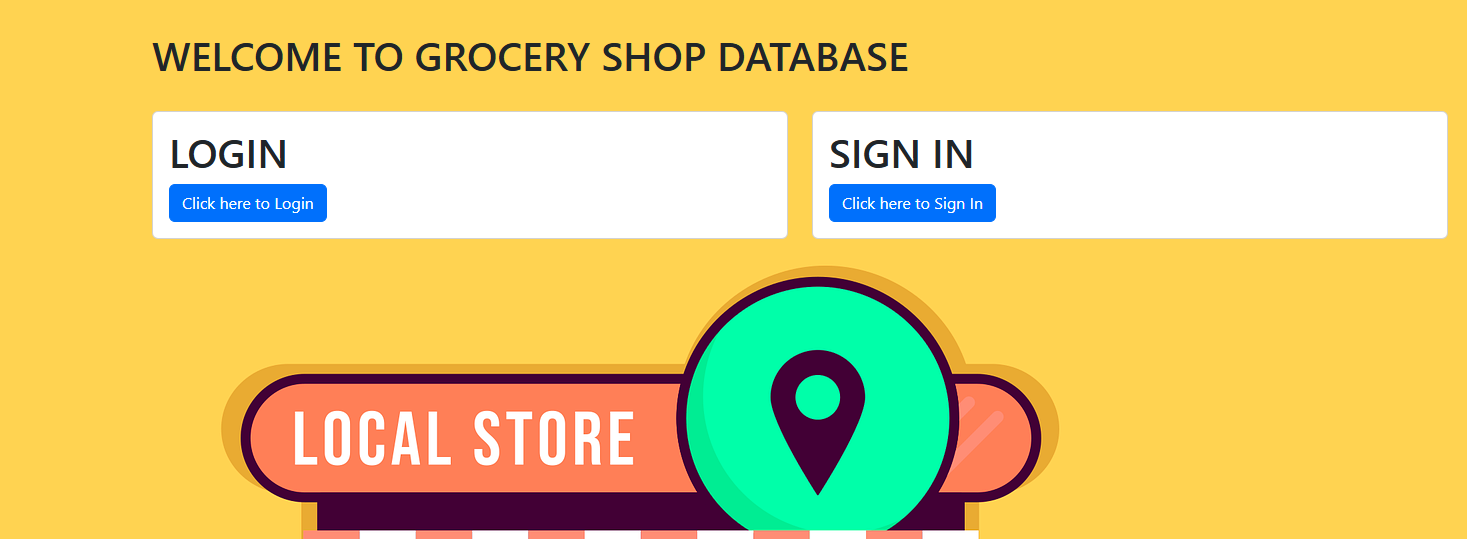 WELCOME TO GROCERY SHOP DATABASE
LOGIN
Click here to Login
SIGN IN
Click here to Sign In
LOCAL STORE